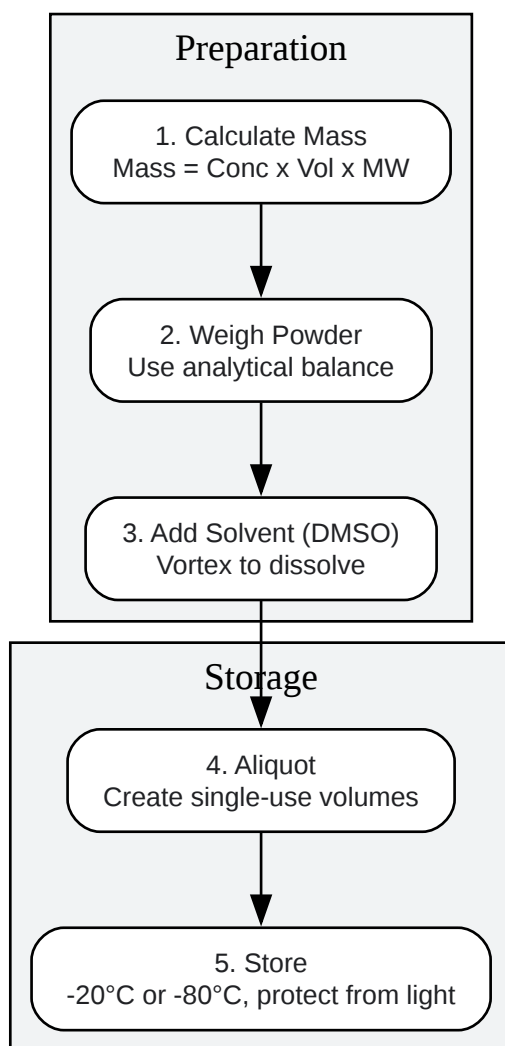 Preparation
1. Calculate Mass
Mass = Conc x Vol x MW
2. Weigh Powder
Use analytical balance
3. Add Solvent (DMSO)
Vortex to dissolve
Storage
4. Aliquot
Create single-use volumes
5. Store
-20°C or -80°C, protect from light